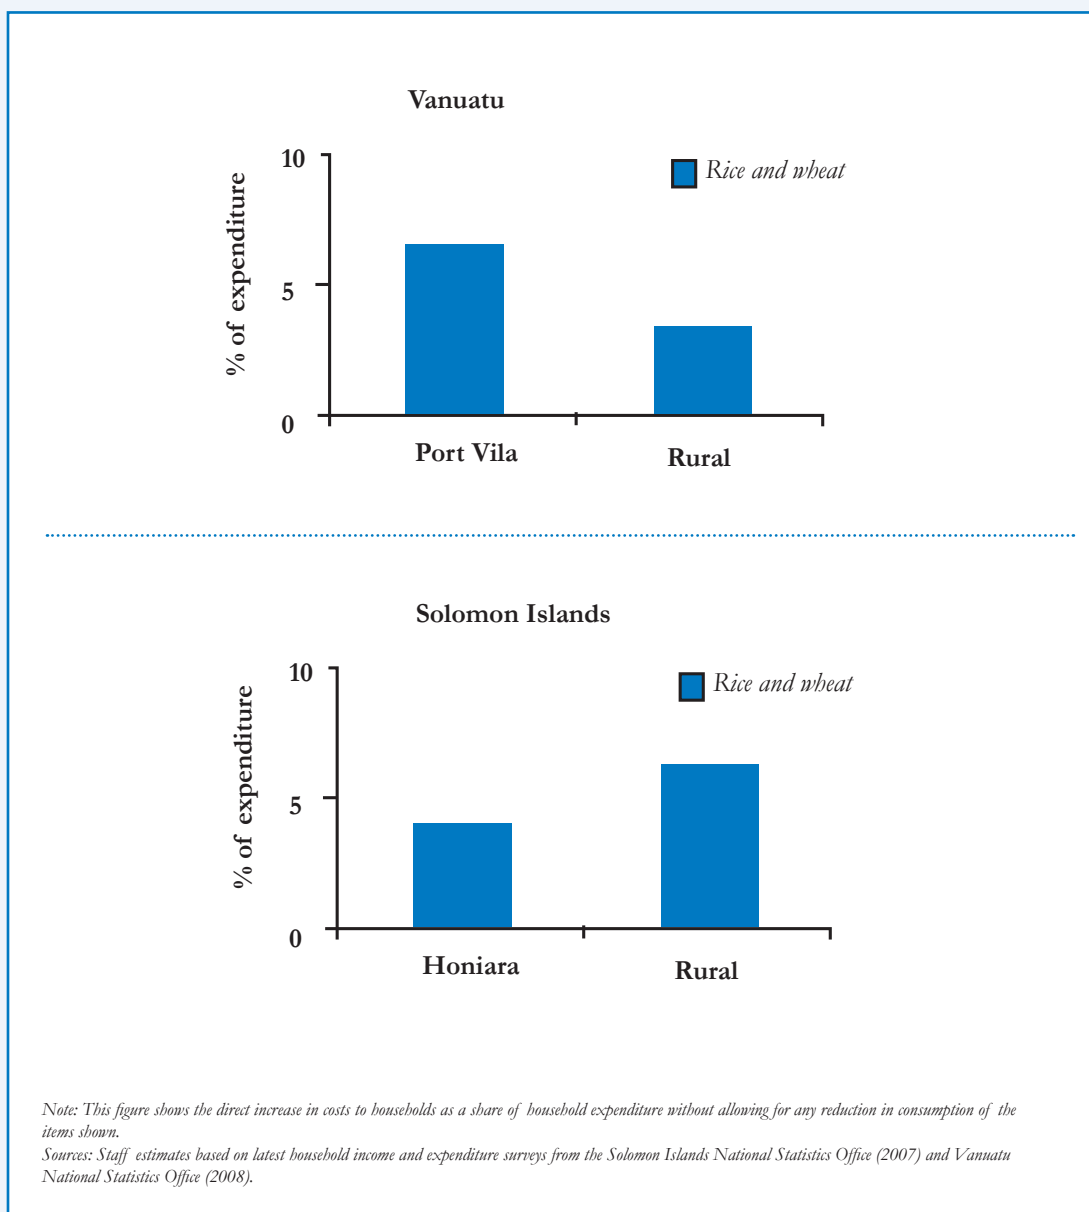 Vanuatu
10
Rice and wheat
% of expenditure
5
0
Port Vila
Rural
Solomon Islands
10
Rice and wheat
% of expenditure
5
0
Honiara
Rural
Note: This figure shows the direct increase in costs to households as a share of household expenditure without allowing for any reduction in consumption of the
items shown.
Sources: Staff estimates based on latest household income and expenditure surveys from the Solomon Islands National Statistics Office (2007) and Vanuatu
National Statistics Office (2008).